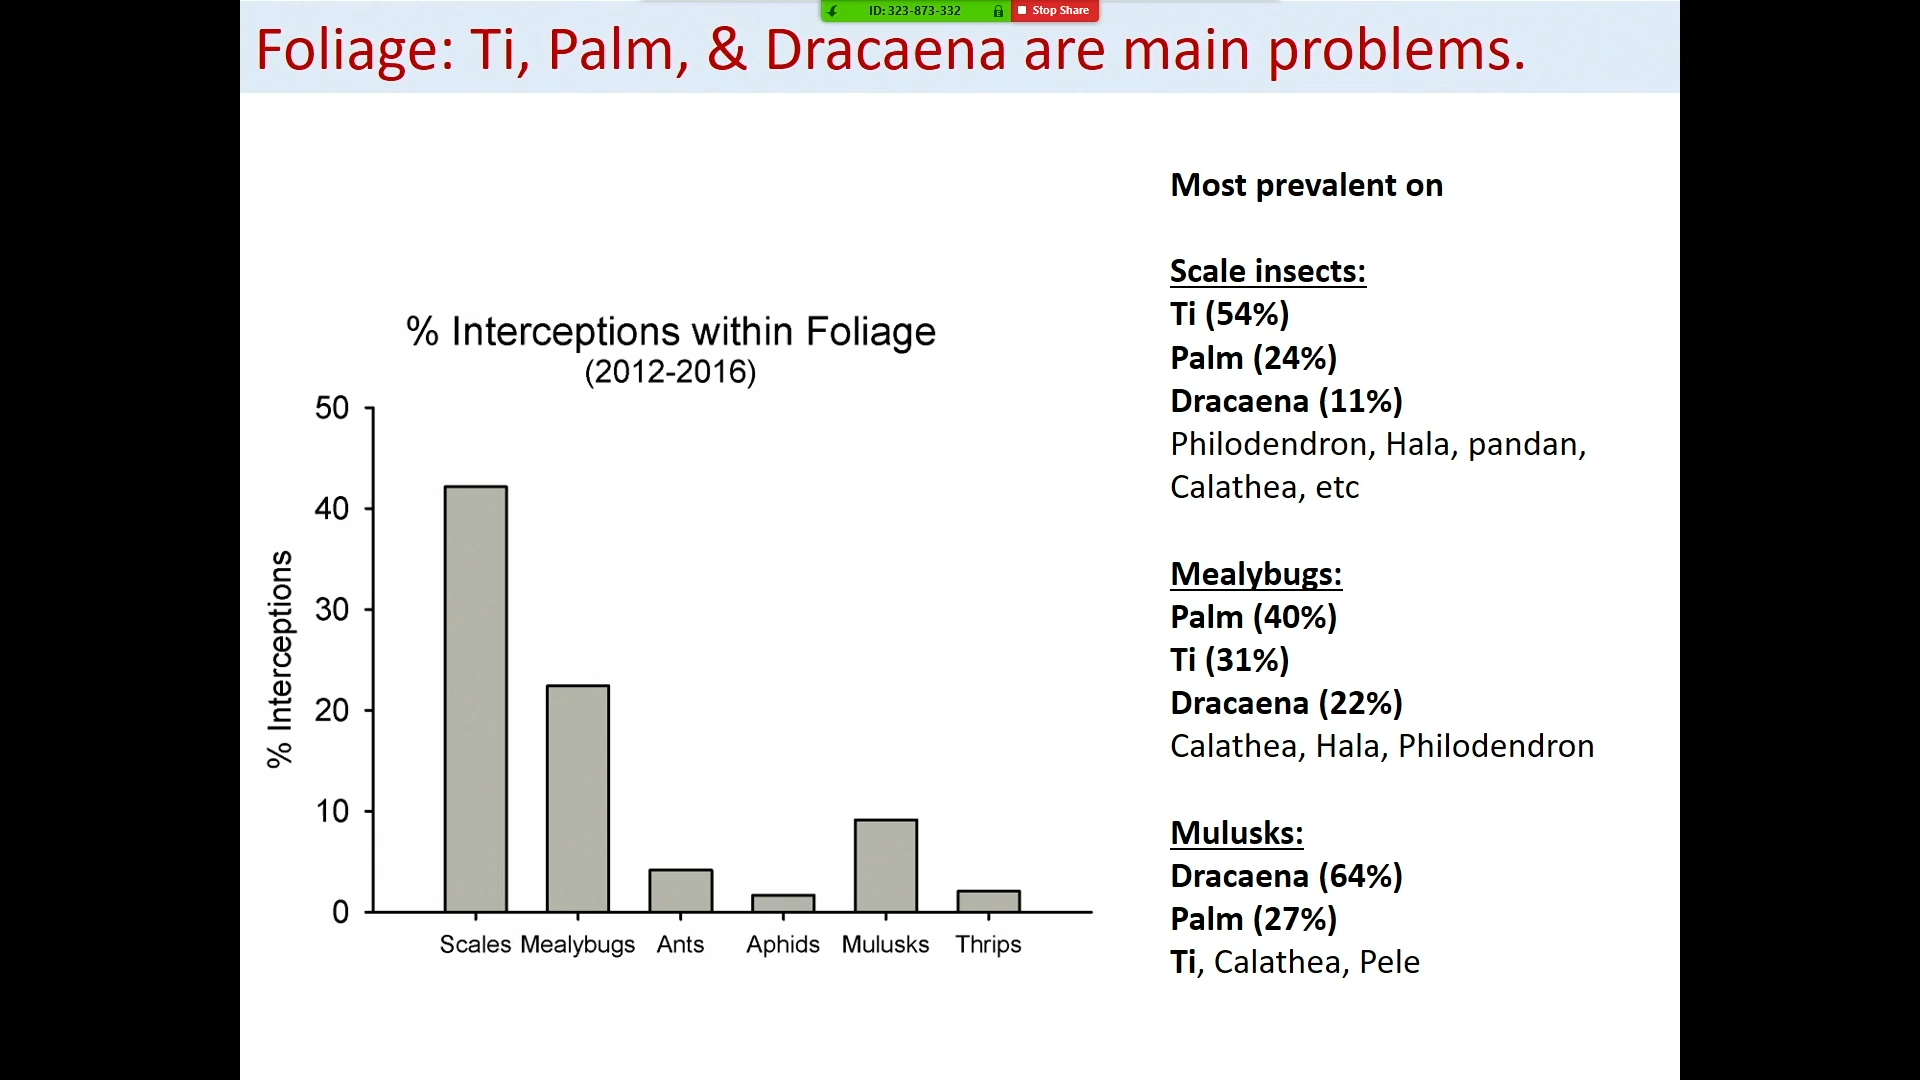 ID: 323-873-332
Stop Share
Foliage: Ti, Palm, & Dracaena are main problems.
% Interceptions within Foliage
(2012-2016)
% Interceptions
50
40
30
20
10
0
Scales Mealybugs Ants Aphids Mulusks Thrips
Most prevalent on
Scale insects:
Ti (54%)
Palm (24%)
Dracaena (11%)
Philodendron, Hala, pandan,
Calathea, etc
Mealybugs:
Palm (40%)
Ti (31%)
Dracaena (22%)
Calathea, Hala, Philodendron
Mulusks:
Dracaena (64%)
Palm (27%)
Ti, Calathea, Pele